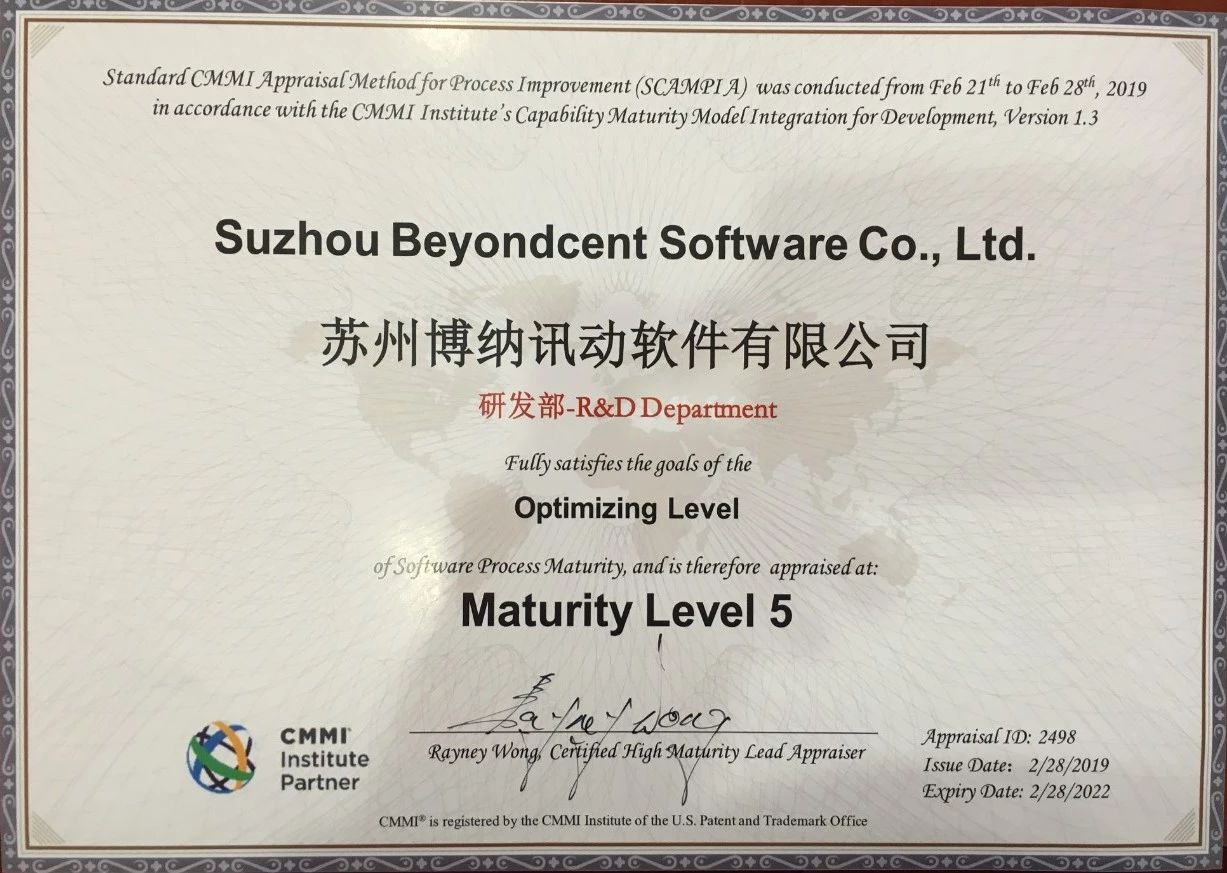 Standard CMMI Appraisal Method for Process Improvement (SCAMPI A) was conducted from Feb 21th to Feb 28th, 2019
in accordance with the CMMI Institute's Capability Maturity Model Integration for Development, Version 1.3
Suzhou Beyondcent Software Co., Ltd.
苏州博纳讯动软件有限公司
研发部-R&D Department
Fully satisfies the goals of the
Optimizing Level
of Software Process Maturity, and is therefore appraised at:
Maturity Level 5
Rayney Wong
Rayney Wong, Certified High Maturity Lead Appraiser
CMMI
Institute
Partner
Appraisal ID: 2498
Issue Date: 2/28/2019
Expiry Date: 2/28/2022
CMMI® is registered by the CMMI Institute of the U.S. Patent and Trademark Office